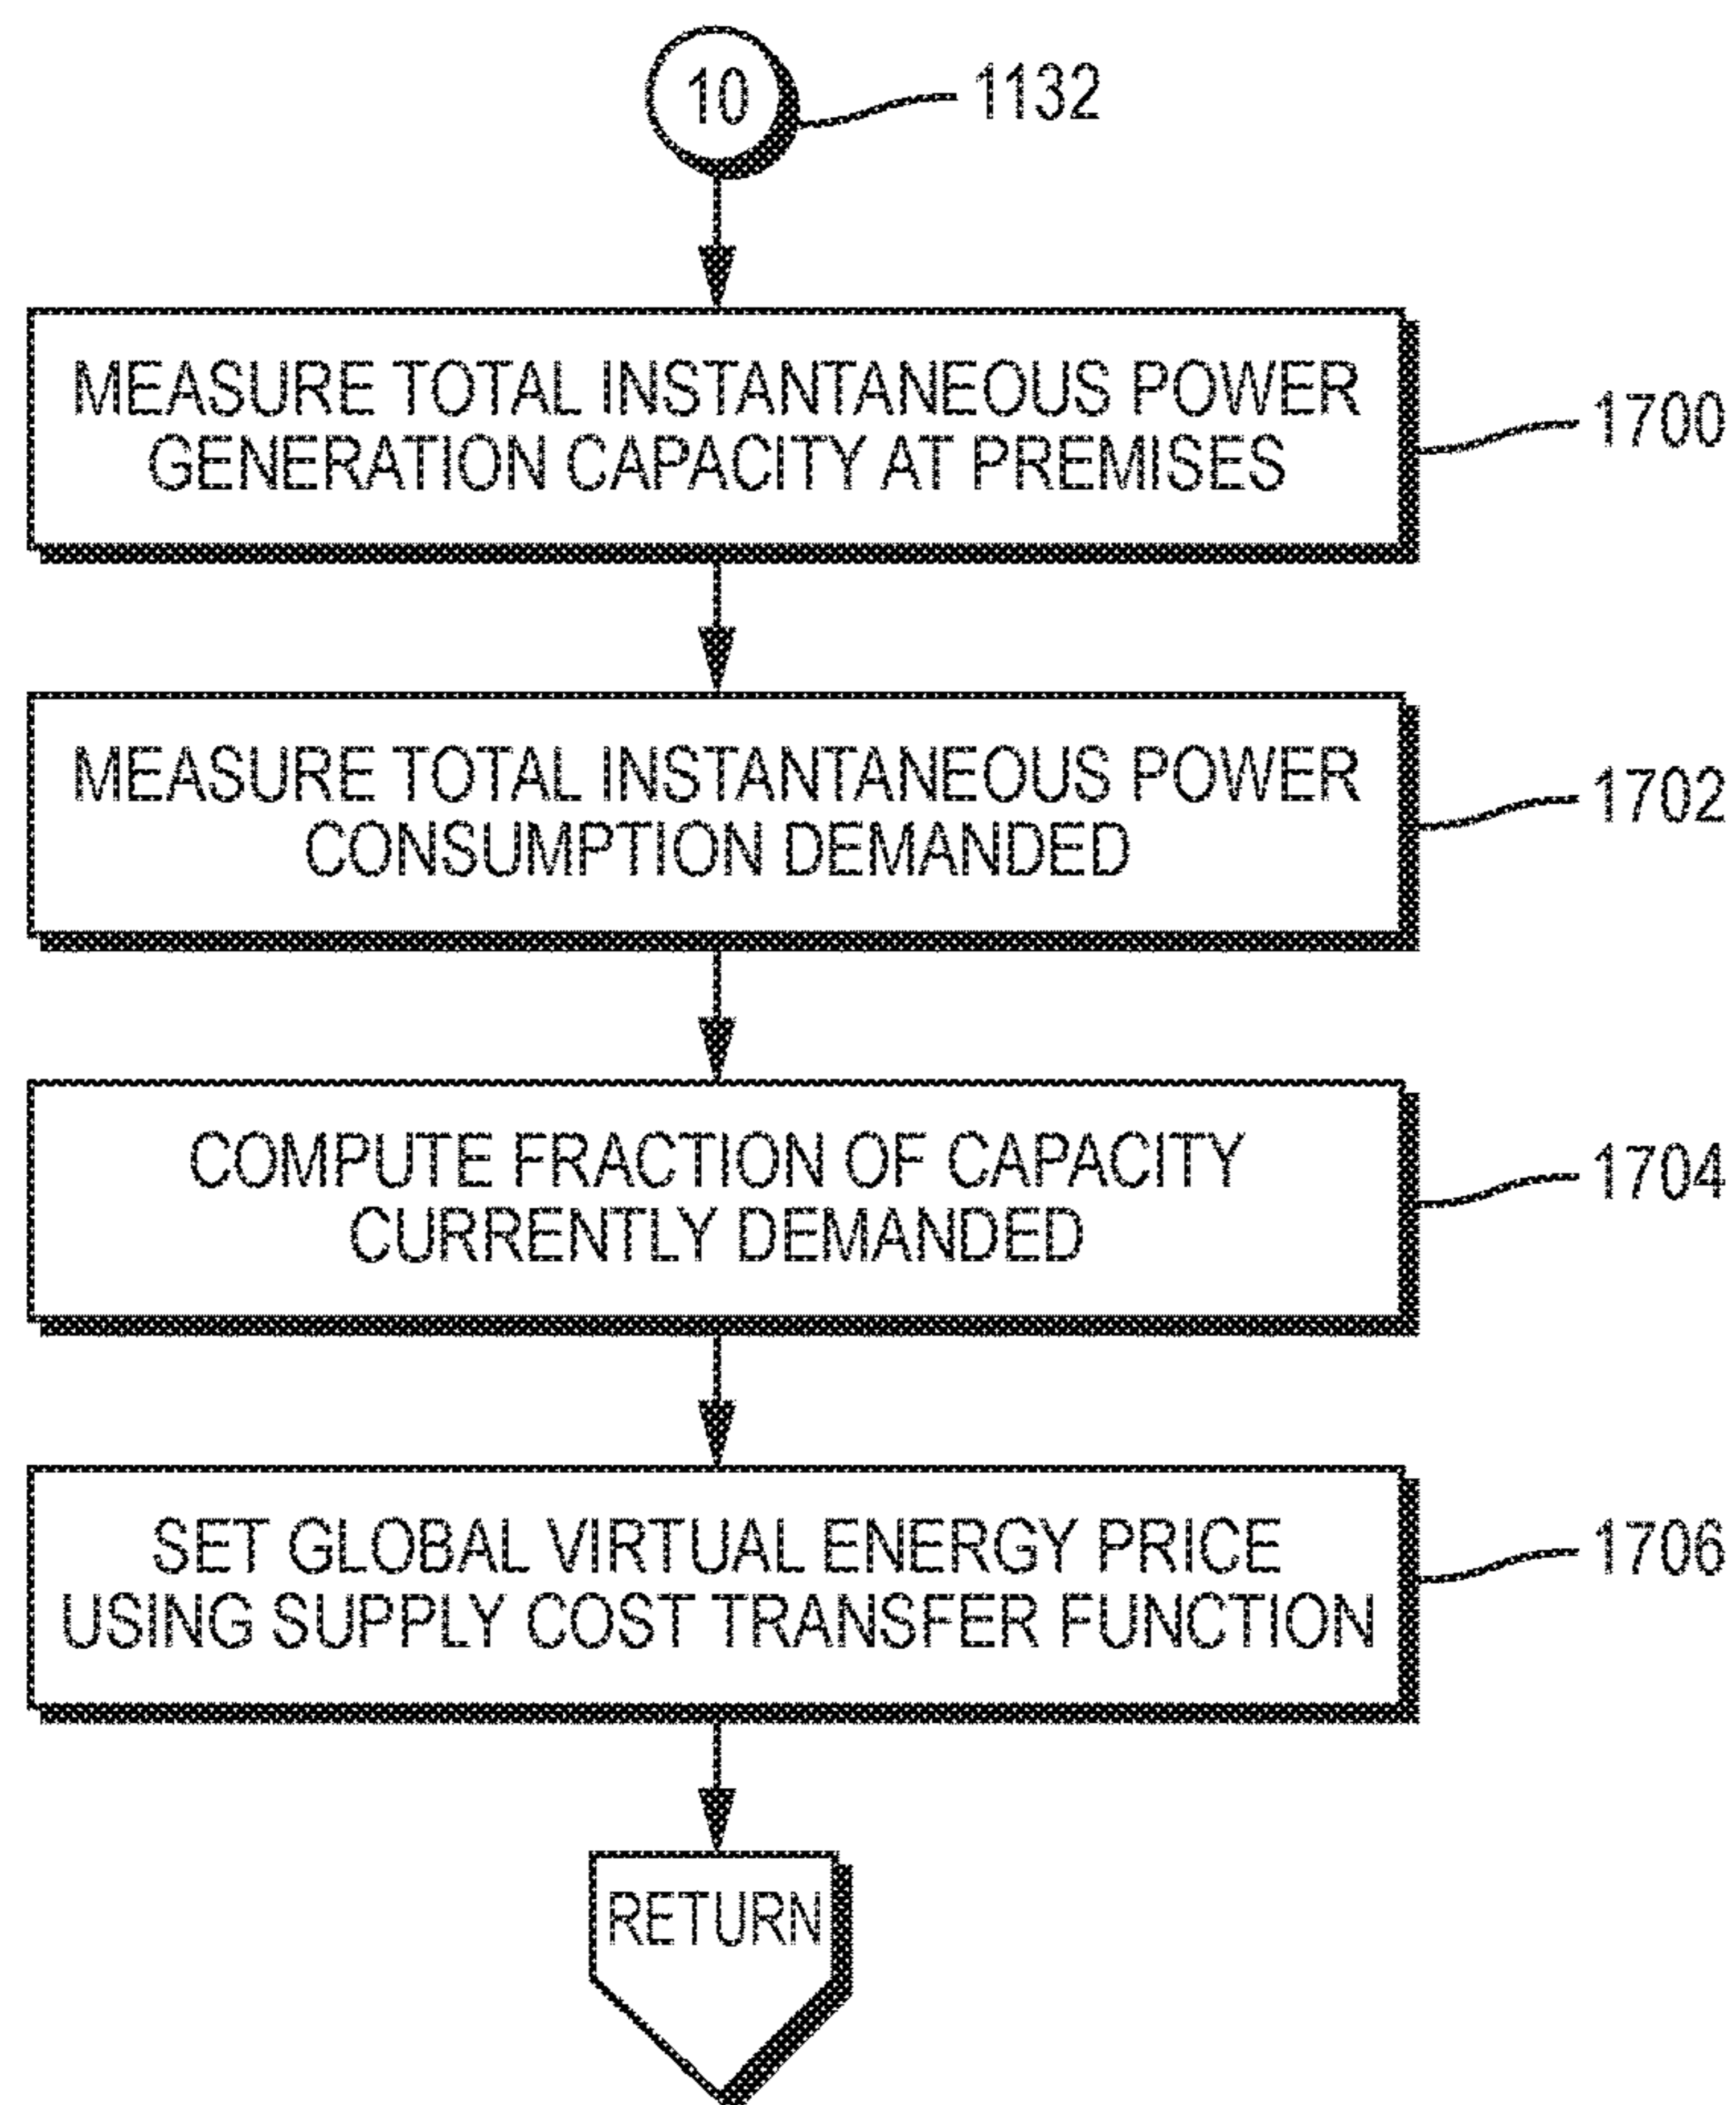 10
1132
MEASURE TOTAL INSTANTANEOUS POWER
GENERATION CAPACITY AT PREMISES
1700
MEASURE TOTAL INSTANTANEOUS POWER
CONSUMPTION DEMANDED
1702
COMPUTE FRACTION OF CAPACITY
CURRENTLY DEMANDED
1704
SET GLOBAL VIRTUAL ENERGY PRICE
USING SUPPLY COST TRANSFER FUNCTION
1706
RETURN